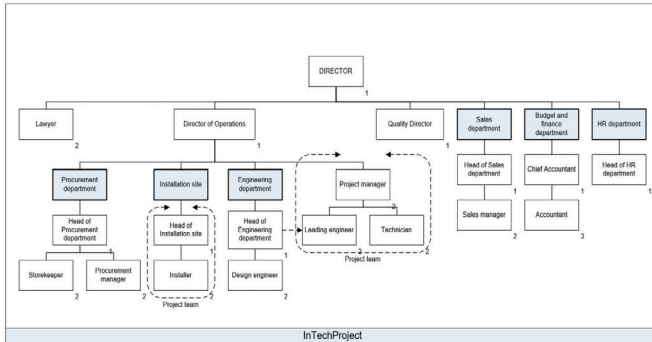 DIRECTOR
1
Lawyer
2
Director of Operations
1
Quality Director
1
Sales
department
Budget and
finance
department
HR department
Procurement
department
Installation site
Engineering
department
Project manager
2
Head of Sales
department
1
Chief Accountant
1
Head of HR
department
1
Head of
Procurement
department
1
Head of
Installation site
1
Head of
Engineering
department
1
Leading engineer
2
Technician
2
Project team
Sales manager
2
Accountant
3
Storekeeper
2
Procurement
manager
2
Installer
2
Project team
Design engineer
2
InTechProject